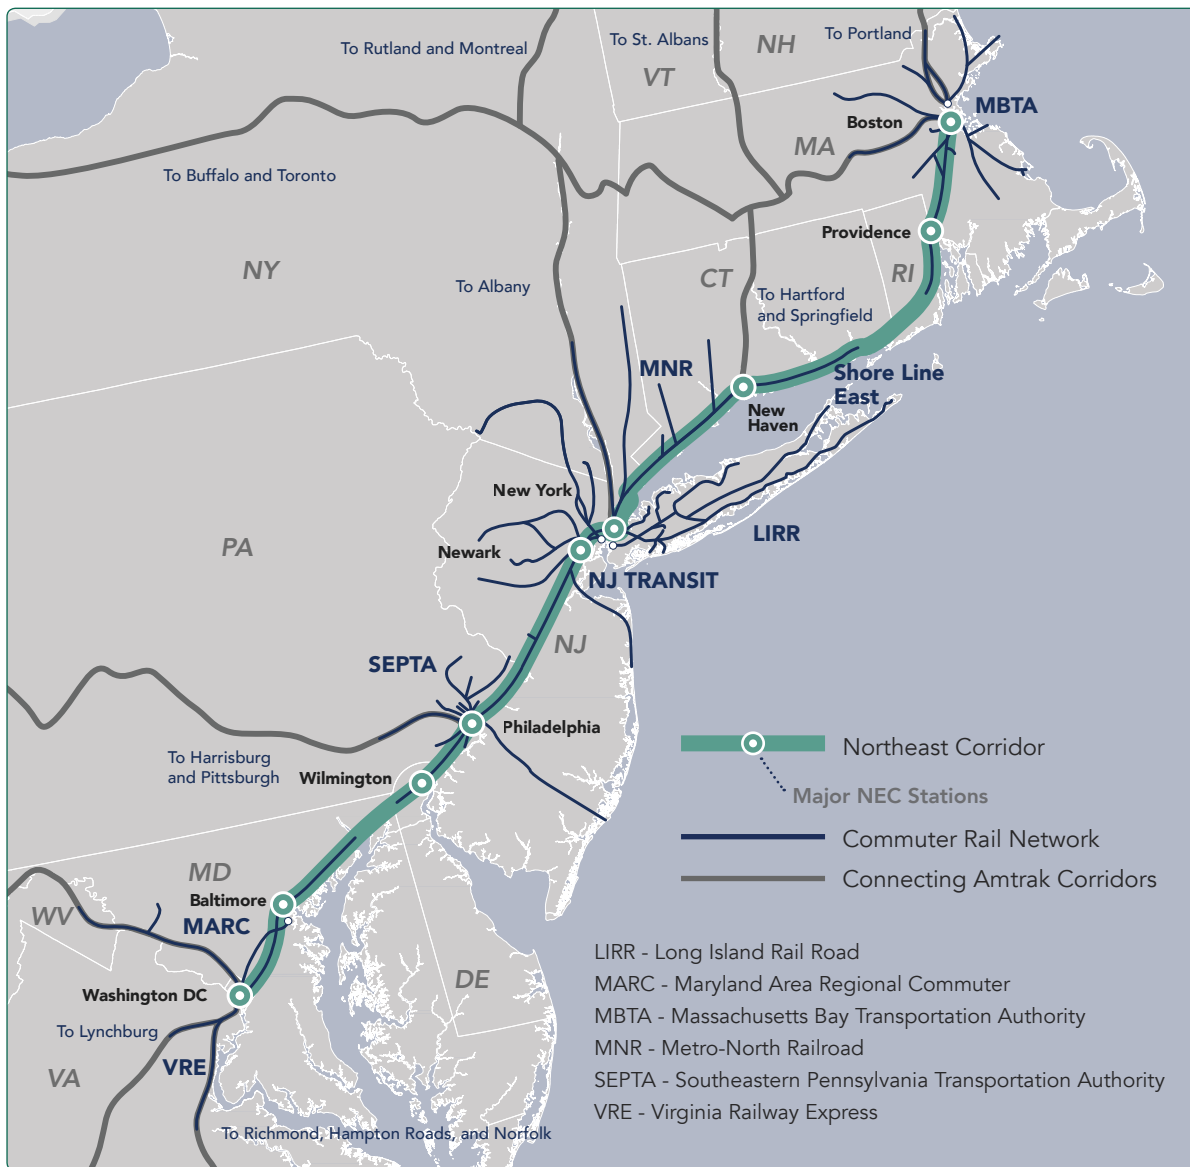 To Rutland and Montreal
To St. Albans
NH
To Portland
VT
MBTA
Boston
MA
To Buffalo and Toronto
Providence
NY
CT
RI
To Albany
To Hartford
and Springfield
MNR
Shore Line
East
New
Haven
New York
LIRR
PA
Newark
NJ TRANSIT
NJ
SEPTA
Philadelphia
To Harrisburg
and Pittsburgh
Wilmington
MD
Baltimore
WV
MARC
DE
Washington DC
To Lynchburg
VRE
VA
To Richmond, Hampton Roads, and Norfolk
Northeast Corridor
Major NEC Stations
Commuter Rail Network
Connecting Amtrak Corridors
LIRR - Long Island Rail Road
MARC - Maryland Area Regional Commuter
MBTA - Massachusetts Bay Transportation Authority
MNR - Metro-North Railroad
SEPTA - Southeastern Pennsylvania Transportation Authority
VRE - Virginia Railway Express